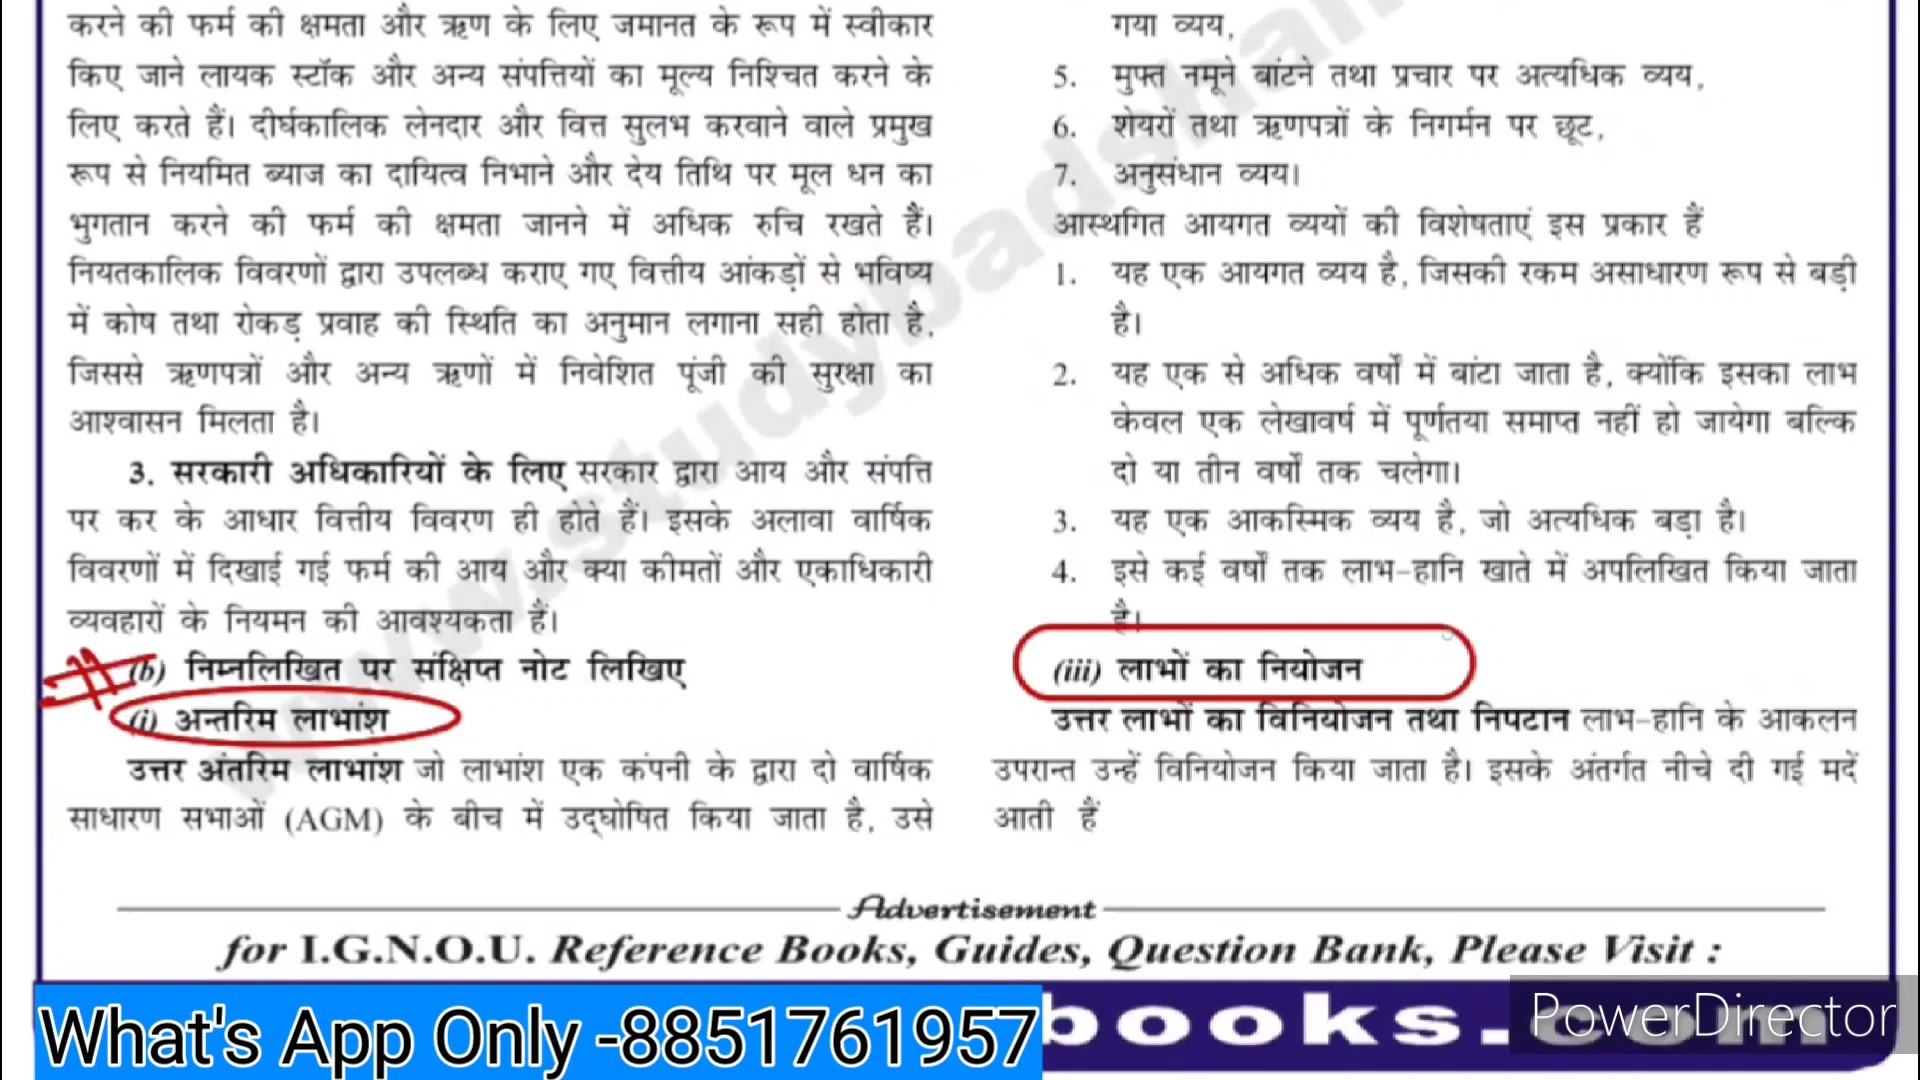 करने की फर्म की क्षमता और ऋण के लिए जमानत के रूप में स्वीकार
किए जाने लायक स्टॉक और अन्य संपत्तियों का मूल्य निश्चित करने के
लिए करते हैं। दीर्घकालिक लेनदार और वित्त सुलभ करवाने वाले प्रमुख
रूप से नियमित ब्याज का दायित्व निभाने और देय तिथि पर मूल धन का
भुगतान करने की फर्म की क्षमता जानने में अधिक रुचि रखते हैं।
नियतकालिक विवरणों द्वारा उपलब्ध कराए गए वित्तीय आंकड़ों से भविष्य
में कोष तथा रोकड़ प्रवाह की स्थिति का अनुमान लगाना सही होता है,
जिससे ऋणपत्रों और अन्य ऋणों में निवेशित पूंजी की सुरक्षा का
आश्वासन मिलता है।
3. सरकारी अधिकारियों के लिए सरकार द्वारा आय और संपत्ति
पर कर के आधार वित्तीय विवरण ही होते हैं। इसके अलावा वार्षिक
विवरणों में दिखाई गई फर्म की आय और क्या कीमतों और एकाधिकारी
व्यवहारों के नियमन की आवश्यकता हैं।
(b) निम्नलिखित पर संक्षिप्त नोट लिखिए
(i) अन्तरिम लाभांश
उत्तर अंतरिम लाभांश जो लाभांश एक कंपनी के द्वारा दो वार्षिक
साधारण सभाओं (AGM) के बीच में उद्घोषित किया जाता है, उसे
गया व्यय,
5. मुफ्त नमूने बांटने तथा प्रचार पर अत्यधिक व्यय,
6. शेयरों तथा ऋणपत्रों के निगर्मन पर छूट,
7. अनुसंधान व्यय।
आस्थगित आयगत व्ययों की विशेषताएं इस प्रकार हैं
1. यह एक आयगत व्यय है, जिसकी रकम असाधारण रूप से बड़ी
है।
2. यह एक से अधिक वर्षों में बांटा जाता है, क्योंकि इसका लाभ
केवल एक लेखावर्ष में पूर्णतया समाप्त नहीं हो जायेगा बल्कि
दो या तीन वर्षों तक चलेगा।
3. यह एक आकस्मिक व्यय है, जो अत्यधिक बड़ा है।
4. इसे कई वर्षों तक लाभ-हानि खाते में अपलिखित किया जाता
है।
(iii) लाभों का नियोजन
उत्तर लाभों का विनियोजन तथा निपटान लाभ-हानि के आकलन
उपरान्त उन्हें विनियोजन किया जाता है। इसके अंतर्गत नीचे दी गई मदें
आती हैं
www.studybadshah
Advertisement
for I.G.N.O.U. Reference Books, Guides, Question Bank, Please Visit :
What's App Only -8851761957
books.com
PowerDirector